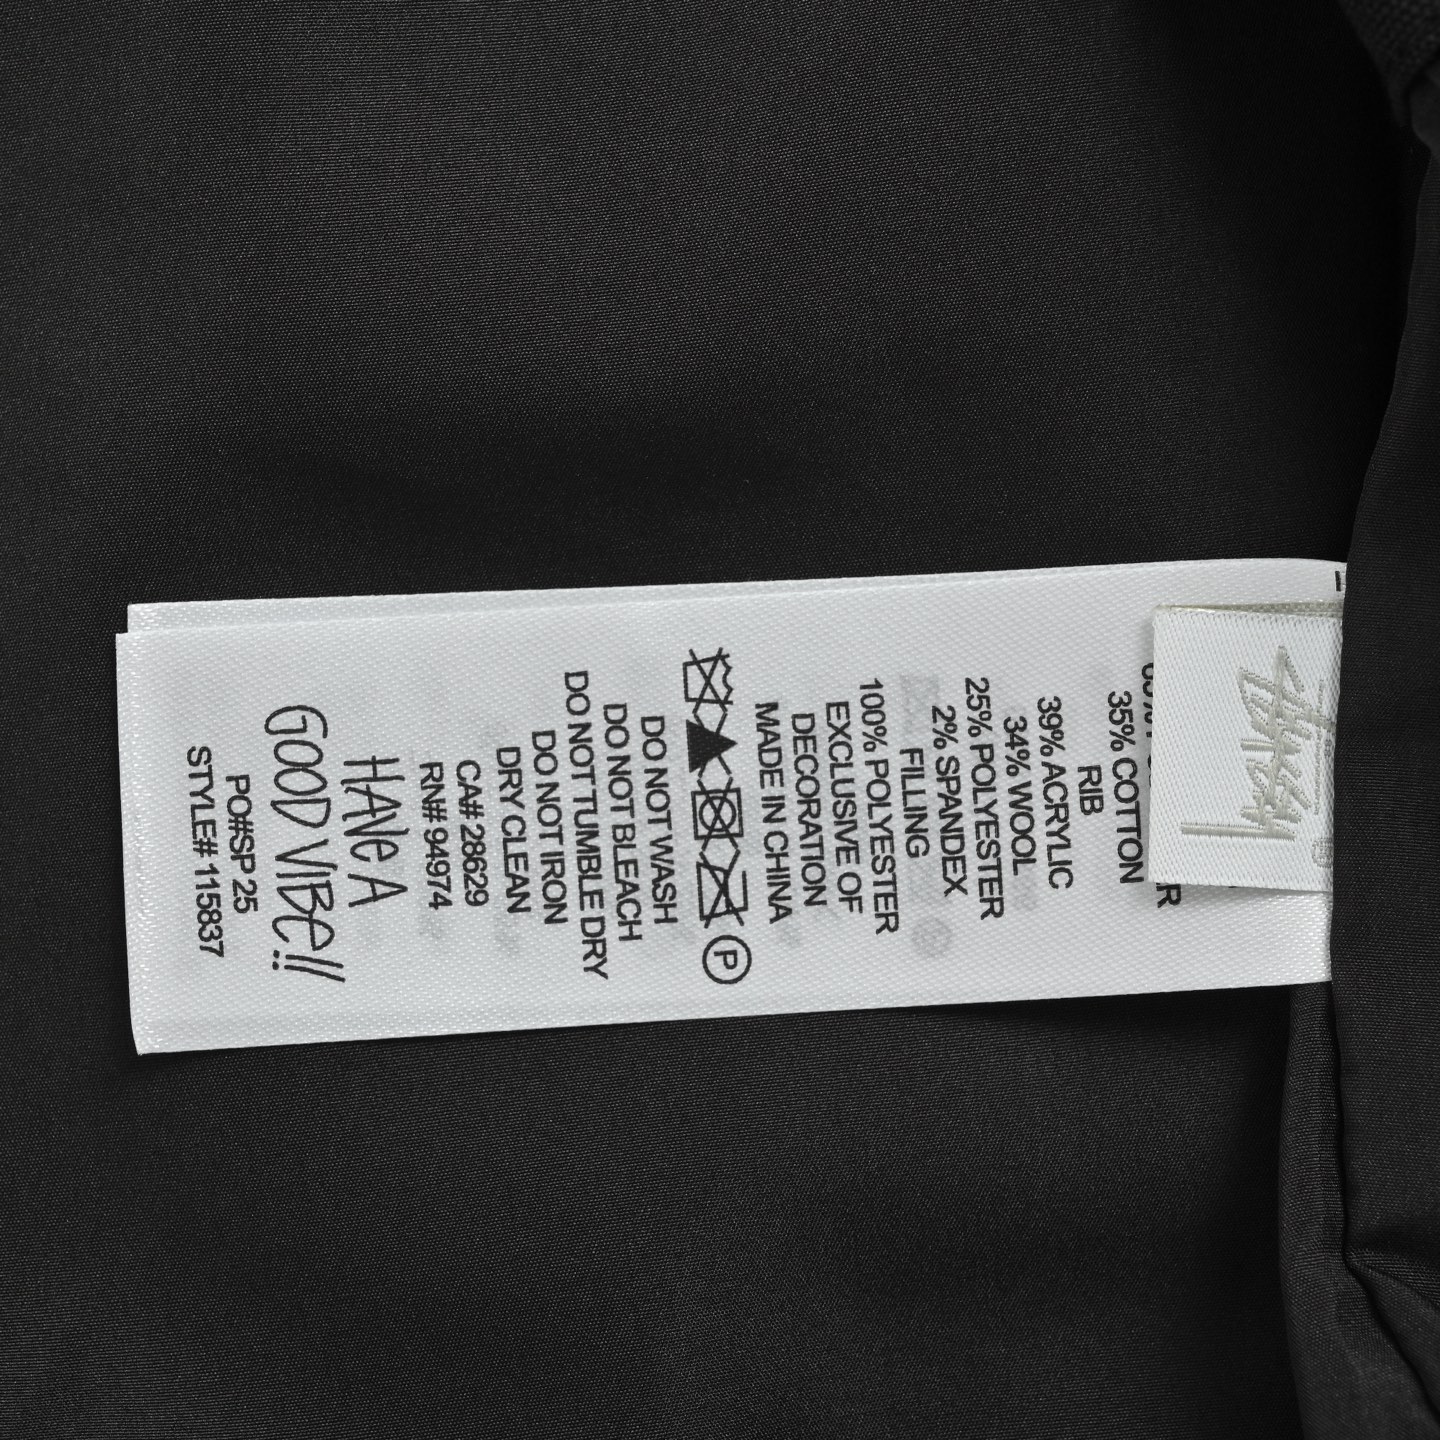 35% COTTON
RIB
39% ACRYLIC
34% WOOL
25% POLYESTER
2% SPANDEX
FILLING
100% POLYESTER
EXCLUSIVE OF
DECORATION
MADE IN CHINA
P
DO NOT WASH
DO NOT BLEACH
DO NOT TUMBLE DRY
DO NOT IRON
DRY CLEAN
CA# 28629
RN# 94974
HAVE A
GOOD VIBE!!
PO#SP 25
STYLE# 115837